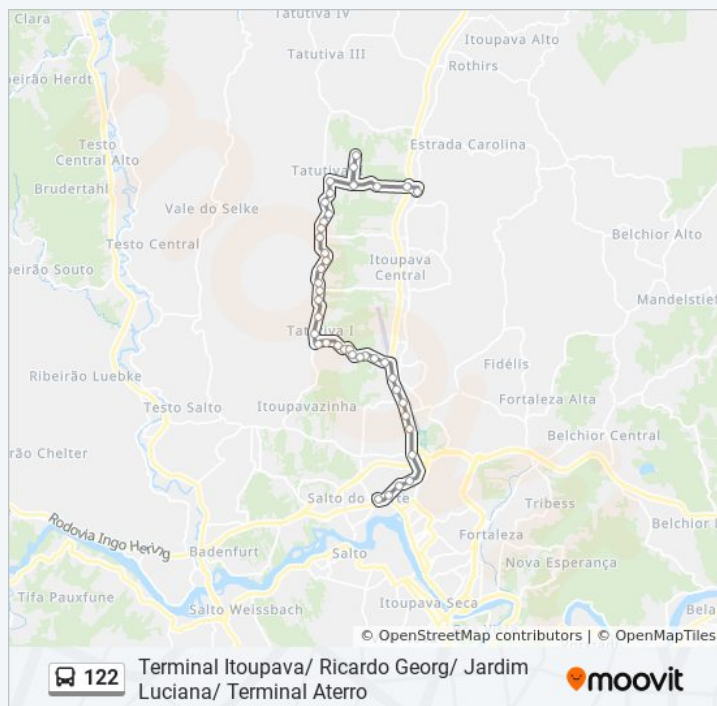 Clara
Tatutiva IV
Itoupava Alto
Tatutiva III
Rothirs
beirão Herdt
Testo
Central Alto
Estrada Carolina
Tatutiva
Brudertahl
Vale do Selke
Belchior Alto
Testo Central
eirão Souto
Itoupava
Central
Mandelstief
Tatutiva I
Fidélis
Ribeirão Luebke
Testo Salto
Itoupavazinha
Fortaleza Alta
Belchior Central
rão Chelter
Salto do
rte
Tribess
Rodovia Ingo Hering
Badenfurt
Salto
Fortaleza
Belchior
Nova Esperança
Tifa Pauxfune
Salto Weissbach
Itoupava Seca
Bela
© OpenStreetMap contributors | © OpenMapTiles
122
Terminal Itoupava/ Ricardo Georg/ Jardim
Luciana/ Terminal Aterro
moovit